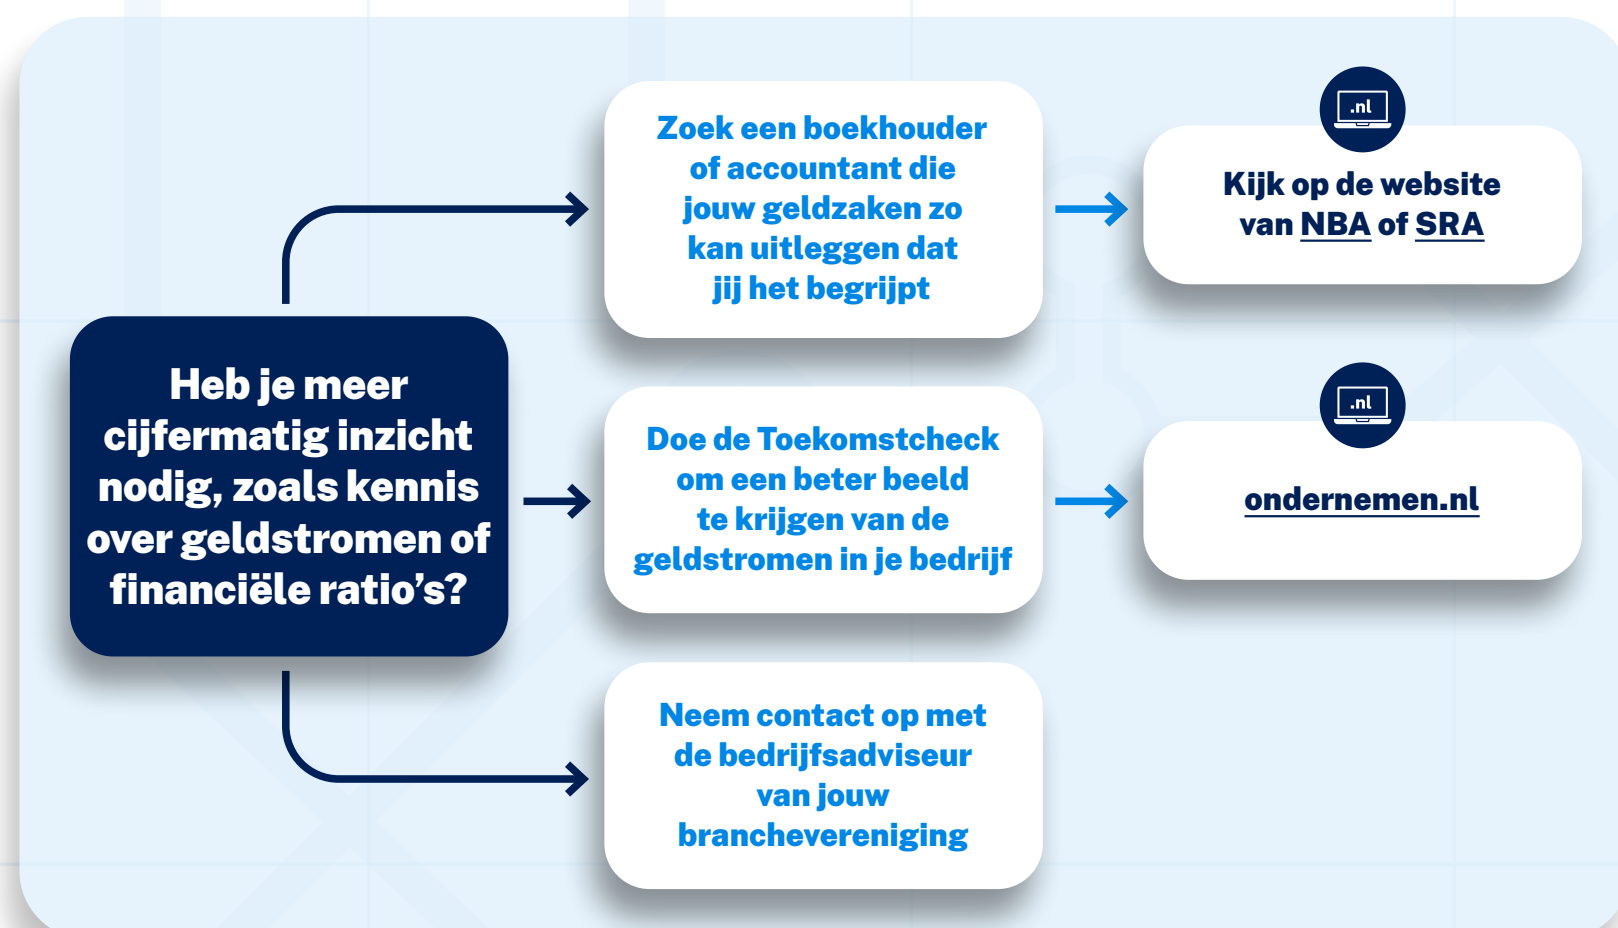 Zoek een boekhouder
of accountant die
jouw geldzaken zo
kan uitleggen dat
jij het begrijpt
.nl
Kijk op de website
van NBA of SRA
Heb je meer
cijfermatig inzicht
nodig, zoals kennis
over geldstromen of
financiële ratio’s?
Doe de Toekomstcheck
om een beter beeld
te krijgen van de
geldstromen in je bedrijf
.nl
ondernemen.nl
Neem contact op met
de bedrijfsadviseur
van jouw
branchevereniging